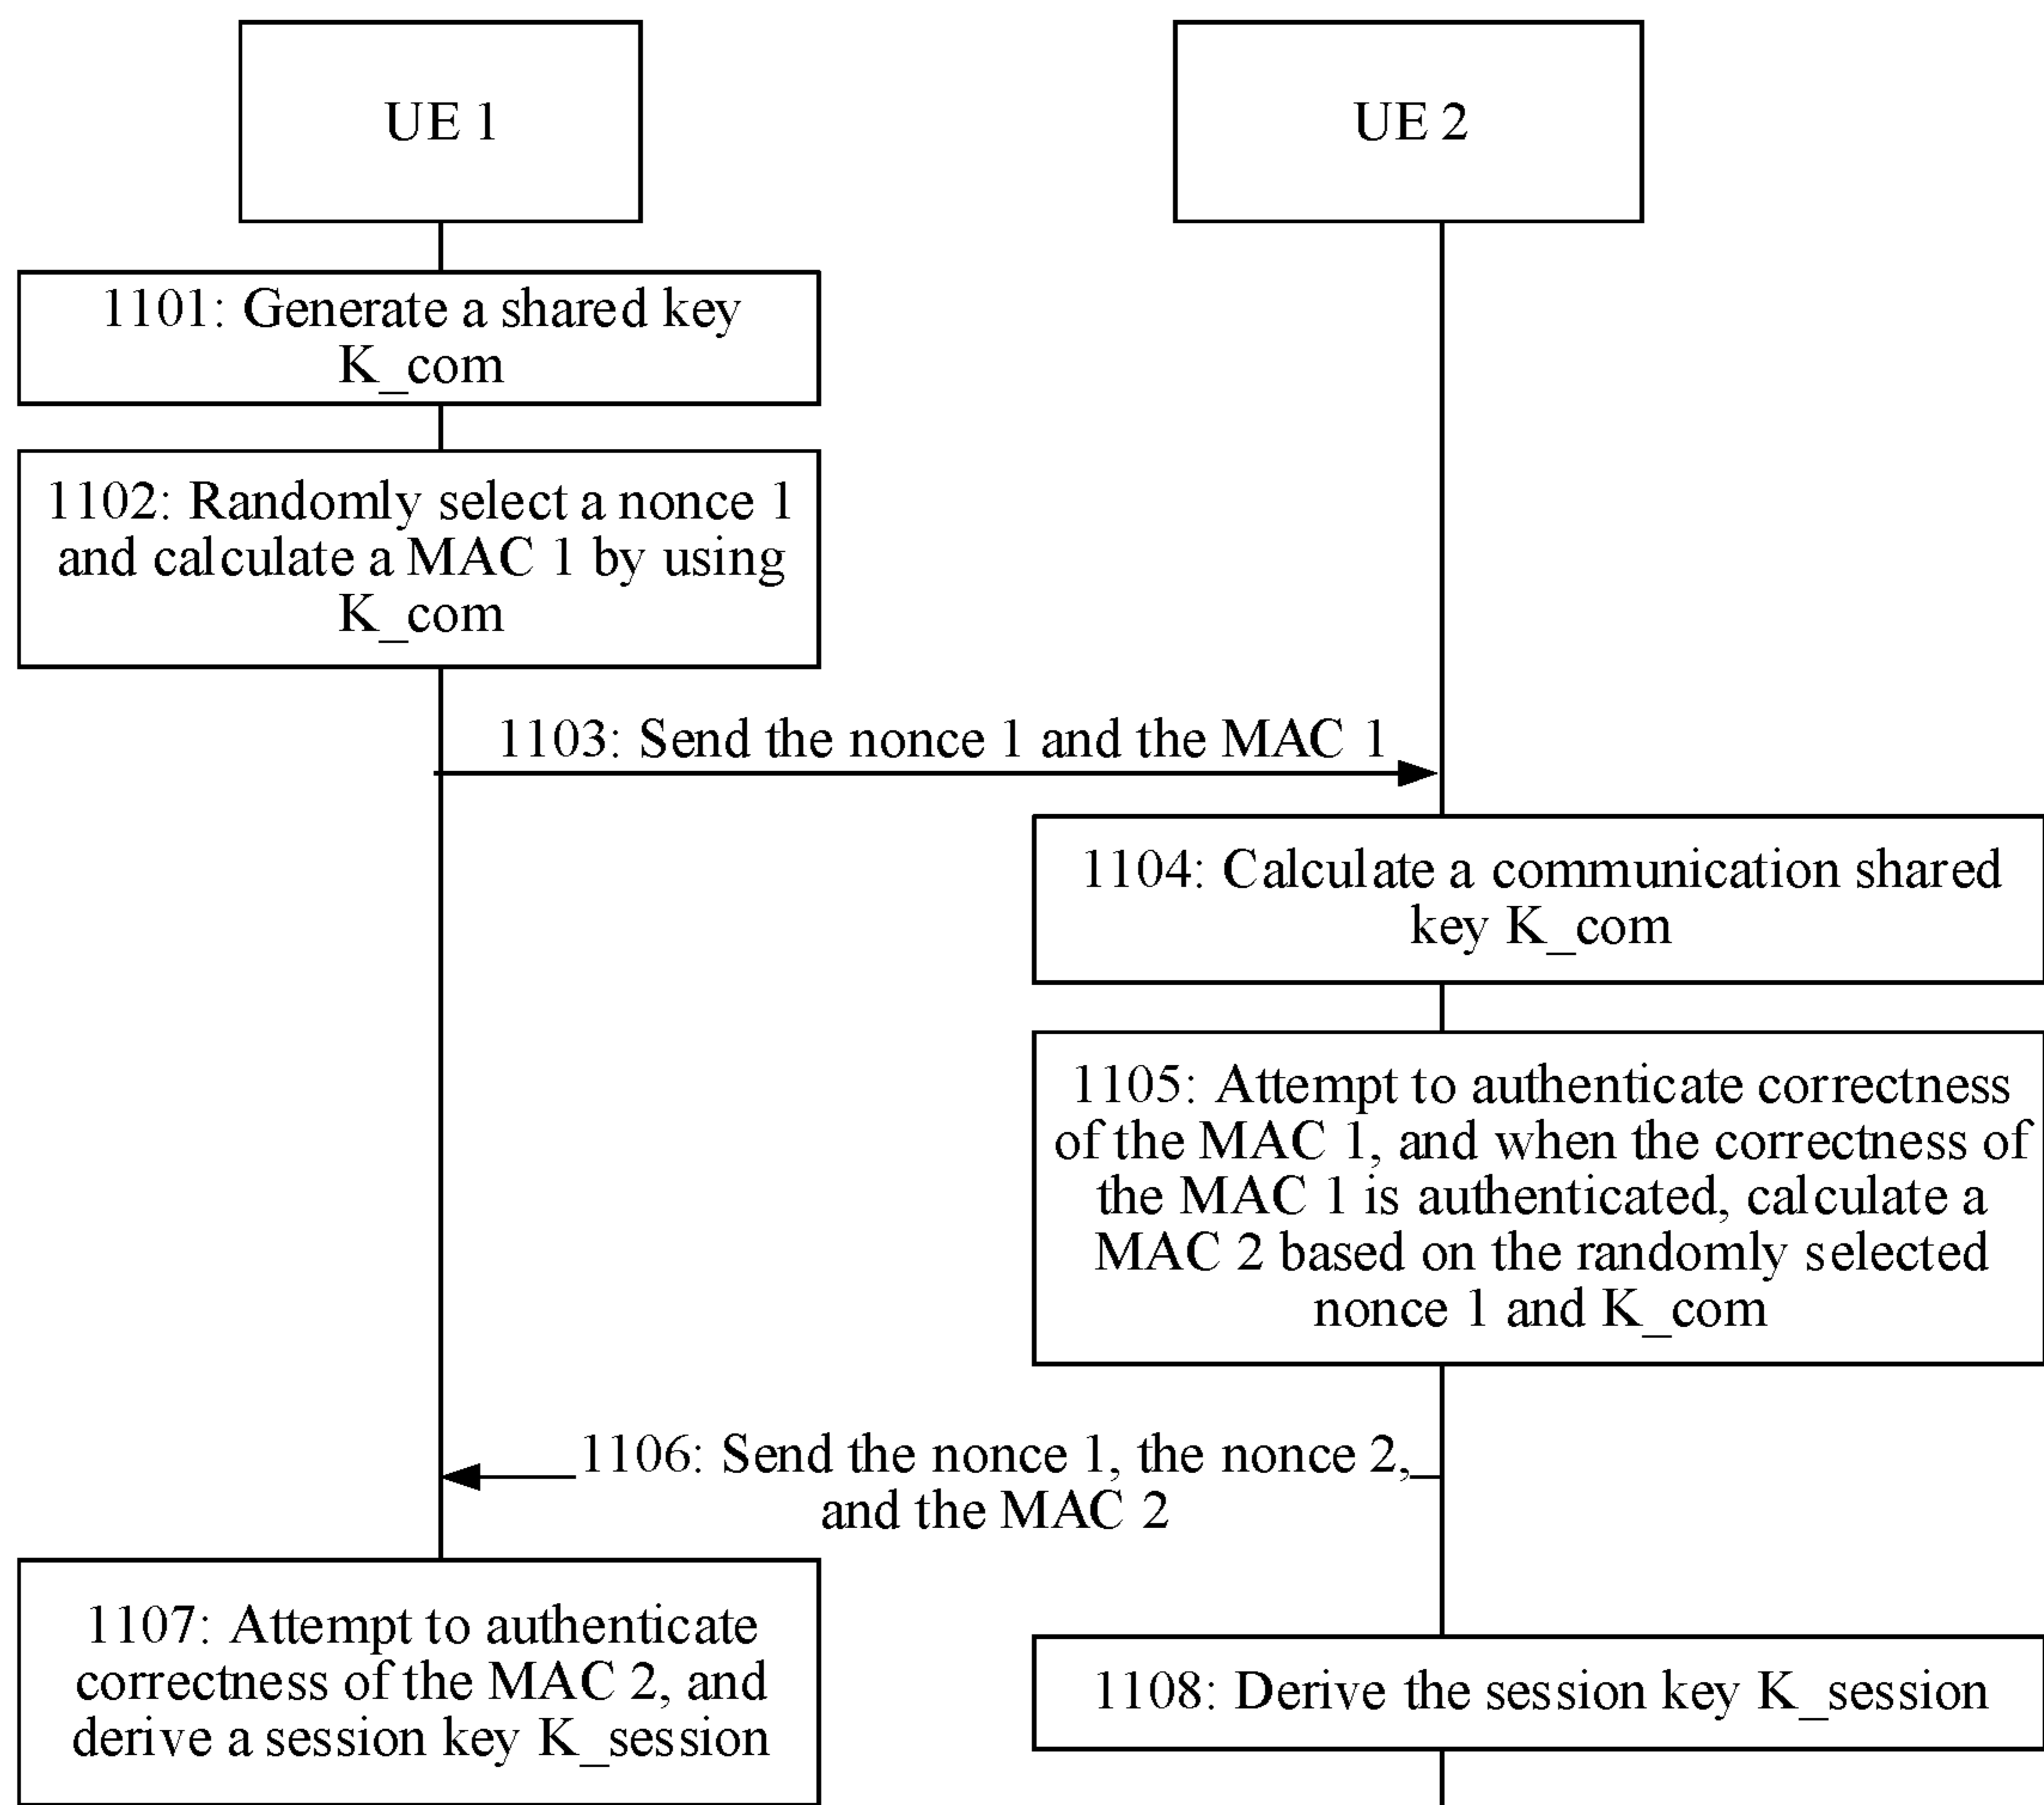 UE 1
UE 2
1101: Generate a shared key
K_com
1102: Randomly select a nonce 1
and calculate a MAC 1 by using
K_com
1103: Send the nonce 1 and the MAC 1
1104: Calculate a communication shared
key K_com
1105: Attempt to authenticate correctness
of the MAC 1, and when the correctness of
the MAC 1 is authenticated, calculate a
MAC 2 based on the randomly selected
nonce 1 and K_com
1106: Send the nonce 1, the nonce 2,
and the MAC 2
1107: Attempt to authenticate
correctness of the MAC 2, and
derive a session key K_session
1108: Derive the session key K_session